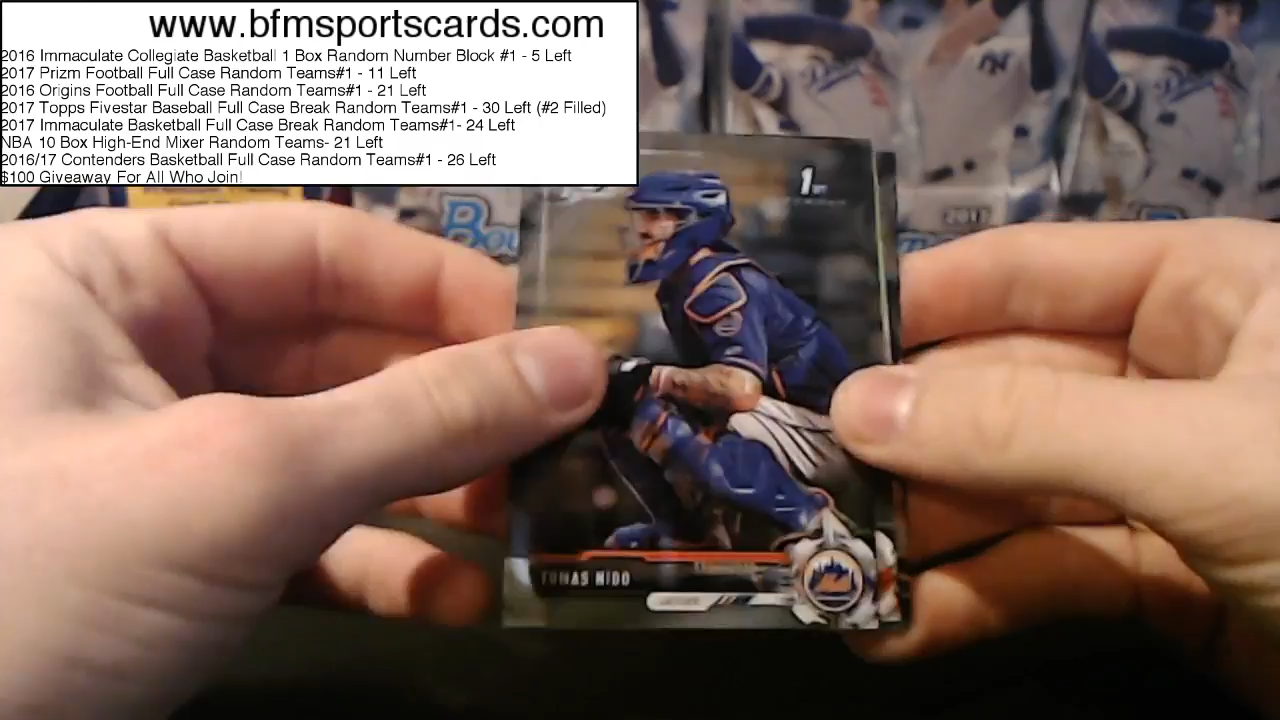 www.bfmsportscards.com
2016 Immaculate Collegiate Basketball 1 Box Random Number Block #1 - 5 Left
2017 Prizm Football Full Case Random Teams#1 - 11 Left
2016 Origins Football Full Case Random Teams#1 - 21 Left
2017 Topps Fivestar Baseball Full Case Break Random Teams#1 - 30 Left (#2 Filled)
2017 Immaculate Basketball Full Case Break Random Teams#1- 24 Left
NBA 10 Box High-End Mixer Random Teams- 21 Left
2016/17 Contenders Basketball Full Case Random Teams#1 - 26 Left
$100 Giveaway For All Who Join!
1ST
2017
Bow
TOMAS NIDO